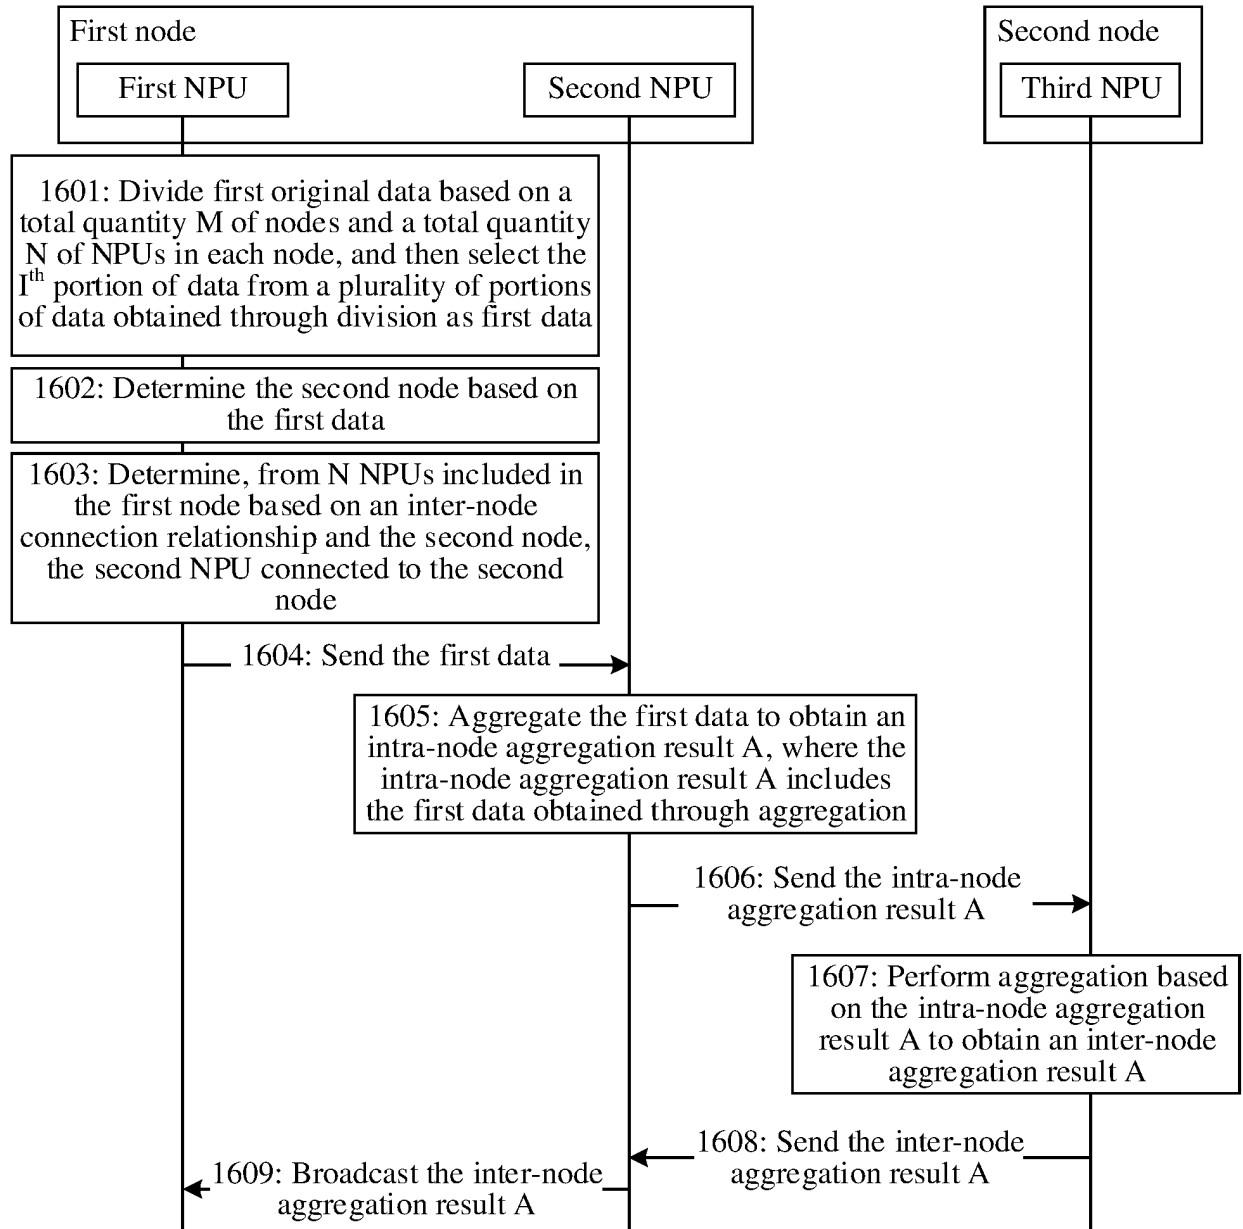 First node
Second node
First NPU
Second NPU
Third NPU
1601: Divide first original data based on a
total quantity M of nodes and a total quantity
N of NPUs in each node, and then select the
Ith portion of data from a plurality of portions
of data obtained through division as first data
1602: Determine the second node based on
the first data
1603: Determine, from N NPUs included in
the first node based on an inter-node
connection relationship and the second node,
the second NPU connected to the second
node
1604: Send the first data
1605: Aggregate the first data to obtain an
intra-node aggregation result A, where the
intra-node aggregation result A includes
the first data obtained through aggregation
1606: Send the intra-node
aggregation result A
1607: Perform aggregation based
on the intra-node aggregation
result A to obtain an inter-node
aggregation result A
1608: Send the inter-node
aggregation result A
1609: Broadcast the inter-node
aggregation result A